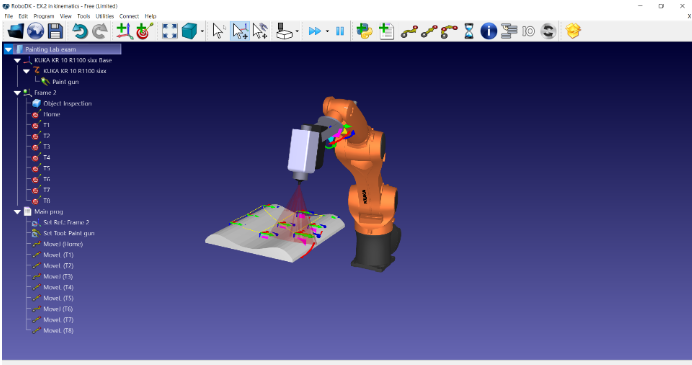 RoboDK - EX.2 in kinematics - Free (Limited)
File Edit Program View Tools Utilities Connect Help
Painting Lab exam
KUKA KR 10 R1100 sixx Base
KUKA KR 10 R1100 sixx
Paint gun
Frame 2
Object Inspection
Home
T1
T2
T3
T4
T5
T6
T7
T8
Main prog
Set Ref.: Frame 2
Set Tool: Paint gun
MoveJ (Home)
MoveL (T1)
MoveL (T2)
MoveL (T3)
MoveL (T4)
MoveL (T5)
MoveL (T6)
MoveL (T7)
MoveL (T8)